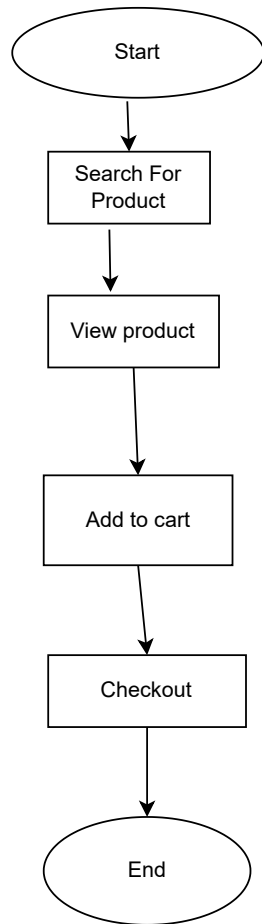 Start
Search For
Product
View product
Add to cart
Checkout
End